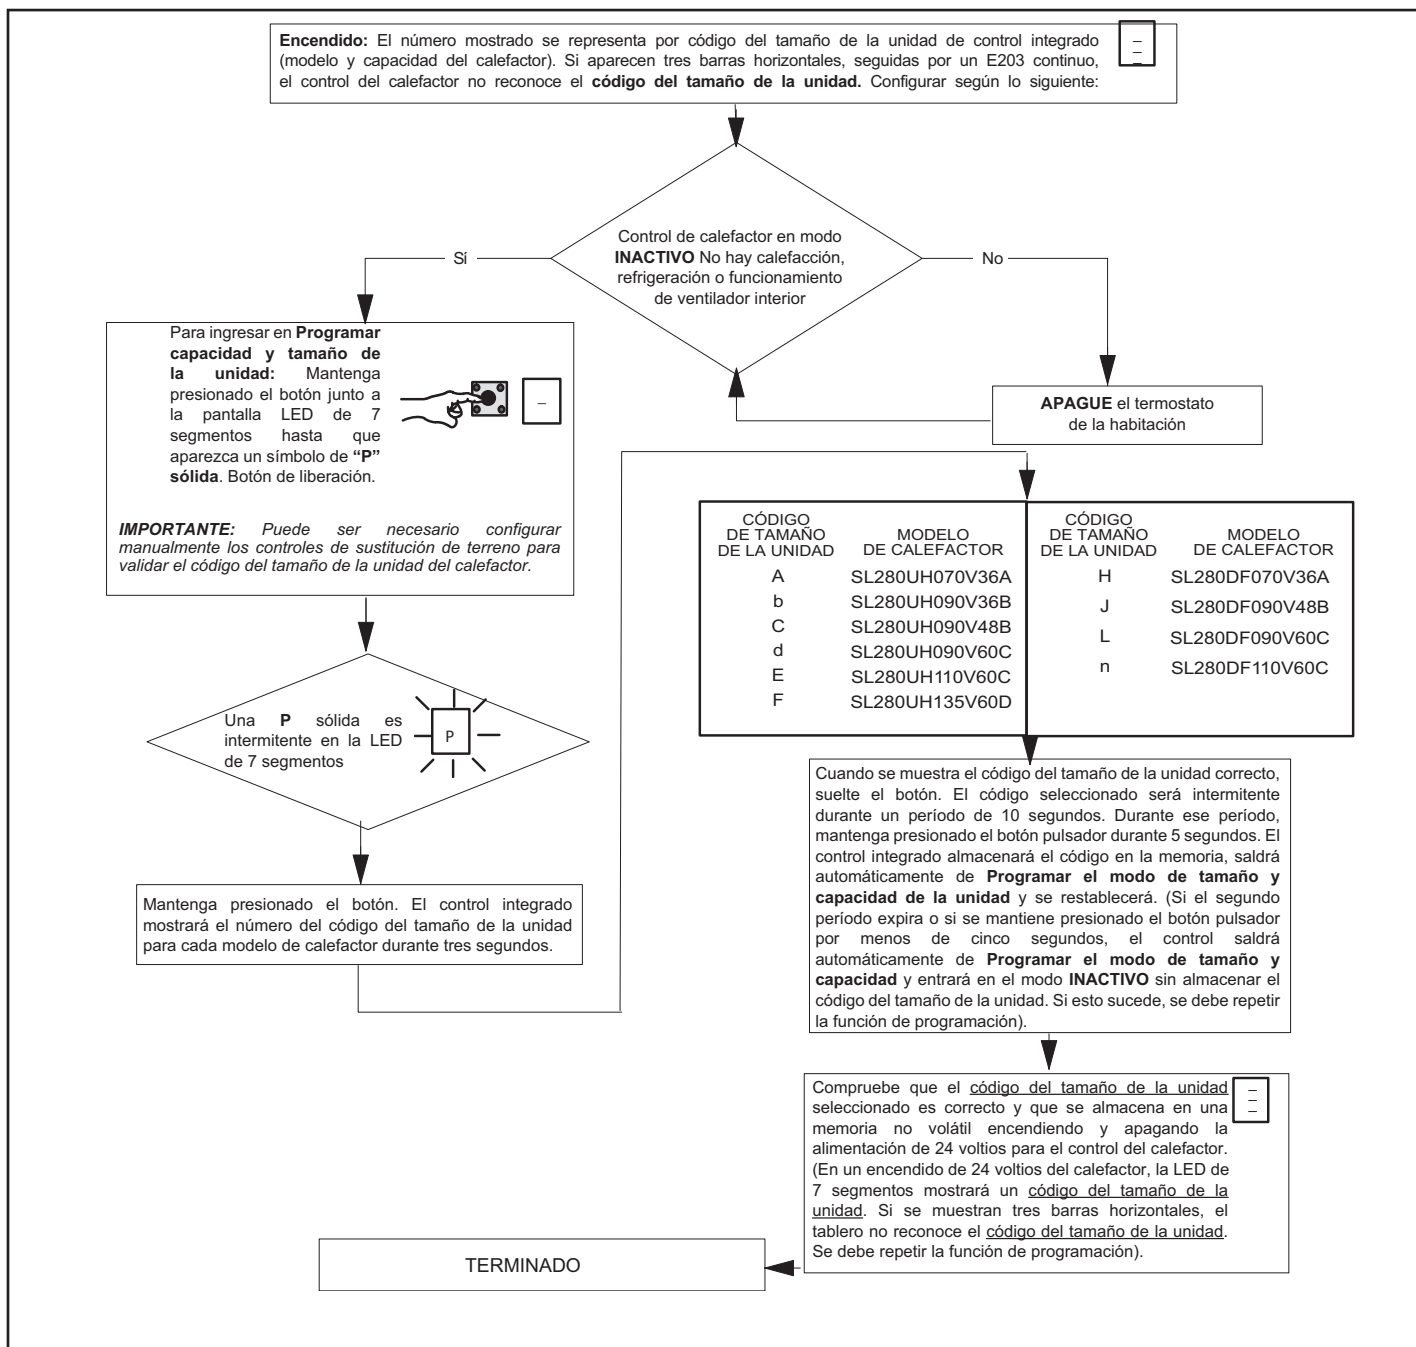 Encendido: El número mostrado se representa por código del tamaño de la unidad de control integrado
(modelo y capacidad del calefactor). Si aparecen tres barras horizontales, seguidas por un E203 continuo,
el control del calefactor no reconoce el código del tamaño de la unidad. Configurar según lo siguiente:
Control de calefactor en modo
INACTIVO No hay calefacción,
refrigeración o funcionamiento
de ventilador interior
Sí
No
Para ingresar en Programar
capacidad y tamaño de
la unidad: Mantenga
presionado el botón junto a
la pantalla LED de 7
segmentos hasta que
aparezca un símbolo de “P”
sólida. Botón de liberación.
IMPORTANTE: Puede ser necesario configurar
manualmente los controles de sustitución de terreno para
validar el código del tamaño de la unidad del calefactor.
APAGUE el termostato
de la habitación
Una P sólida es
intermitente en la LED
de 7 segmentos
P
Mantenga presionado el botón. El control integrado
mostrará el número del código del tamaño de la unidad
para cada modelo de calefactor durante tres segundos.
CÓDIGO
DE TAMAÑO
DE LA UNIDAD
MODELO
DE CALEFACTOR
A SL280UH070V36A
b SL280UH090V36B
C SL280UH090V48B
d SL280UH090V60C
E SL280UH110V60C
F SL280UH135V60D
CÓDIGO
DE TAMAÑO
DE LA UNIDAD
MODELO
DE CALEFACTOR
H SL280DF070V36A
J SL280DF090V48B
L SL280DF090V60C
n SL280DF110V60C
Cuando se muestra el código del tamaño de la unidad correcto,
suelte el botón. El código seleccionado será intermitente
durante un período de 10 segundos. Durante ese período,
mantenga presionado el botón pulsador durante 5 segundos. El
control integrado almacenará el código en la memoria, saldrá
automáticamente de Programar el modo de tamaño y
capacidad de la unidad y se restablecerá. (Si el segundo
período expira o si se mantiene presionado el botón pulsador
por menos de cinco segundos, el control saldrá
automáticamente de Programar el modo de tamaño y
capacidad y entrará en el modo INACTIVO sin almacenar el
código del tamaño de la unidad. Si esto sucede, se debe repetir
la función de programación).
Compruebe que el código del tamaño de la unidad
seleccionado es correcto y que se almacena en una
memoria no volátil encendiendo y apagando la
alimentación de 24 voltios para el control del calefactor.
(En un encendido de 24 voltios del calefactor, la LED de
7 segmentos mostrará un código del tamaño de la
unidad. Si se muestran tres barras horizontales, el
tablero no reconoce el código del tamaño de la unidad.
Se debe repetir la función de programación).
TERMINADO